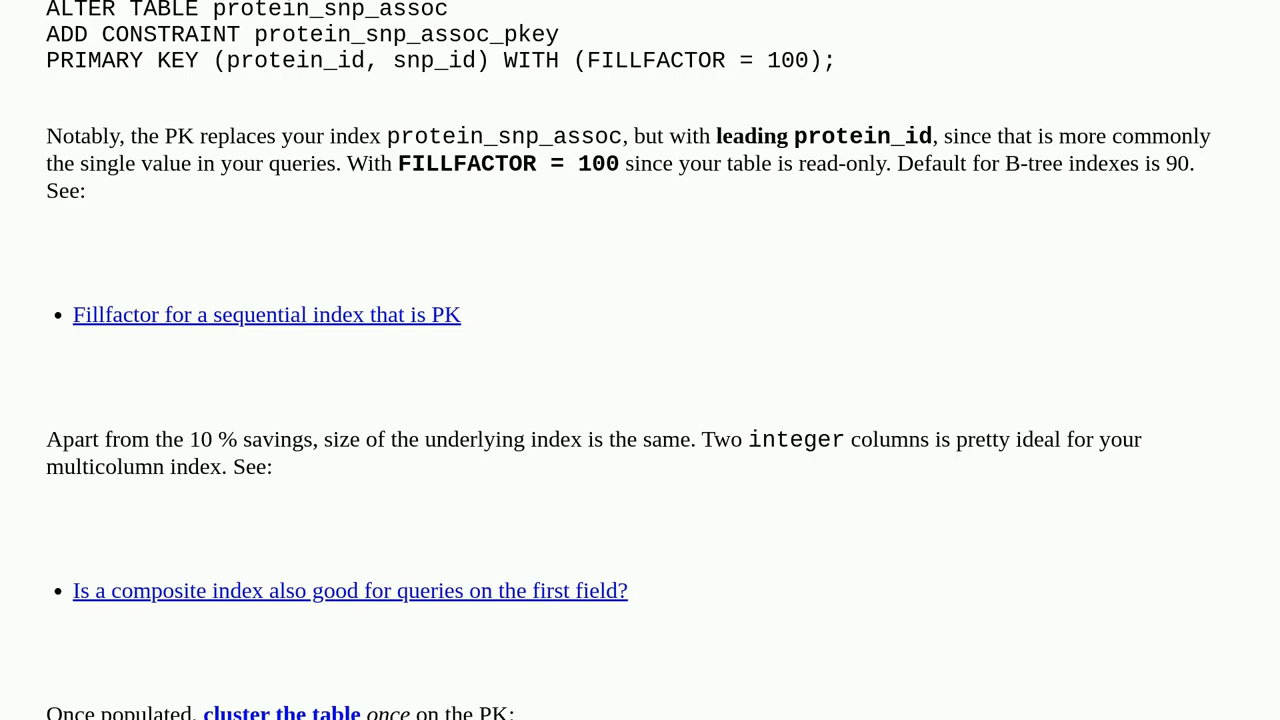 ALTER TABLE protein_snp_assoc
ADD CONSTRAINT protein_snp_assoc_pkey
PRIMARY KEY (protein_id, snp_id) WITH (FILLFACTOR = 100);
Notably, the PK replaces your index protein_snp_assoc, but with leading protein_id, since that is more commonly
the single value in your queries. With FILLFACTOR = 100 since your table is read-only. Default for B-tree indexes is 90.
See:
• Fillfactor for a sequential index that is PK
Apart from the 10 % savings, size of the underlying index is the same. Two integer columns is pretty ideal for your
multicolumn index. See:
• Is a composite index also good for queries on the first field?
Once populated, cluster the table once on the PK: